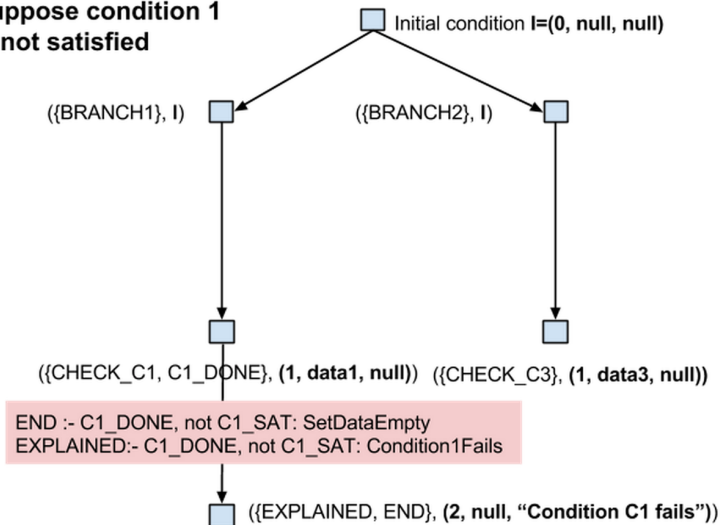 ppose condition 1
not satisfied
Initial condition I=(0, null, null)
({BRANCH1}, I)
({BRANCH2}, I)
({CHECK_C1, C1_DONE}, (1, data1, null))
({CHECK_C3}, (1, data3, null))
END :- C1_DONE, not C1_SAT: SetDataEmpty
EXPLAINED:- C1_DONE, not C1_SAT: Condition1Fails
({EXPLAINED, END}, (2, null, “Condition C1 fails”))